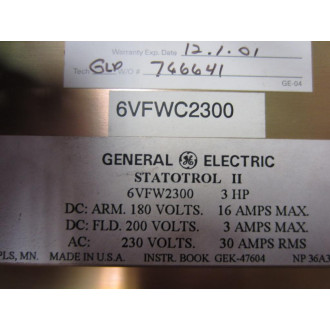 Warranty Exp. Date 12.1.01
Tech GLP W/O # 766641
GE-04
6VFWC2300
GENERAL GE ELECTRIC
STATOTROL II
6VFW2300 3 HP
DC: ARM. 180 VOLTS. 16 AMPS MAX.
DC: FLD. 200 VOLTS. 3 AMPS MAX.
AC: 230 VOLTS. 30 AMPS RMS
PLS, MN. MADE IN U.S.A. INSTR. BOOK GEK-47604 NP 36A3